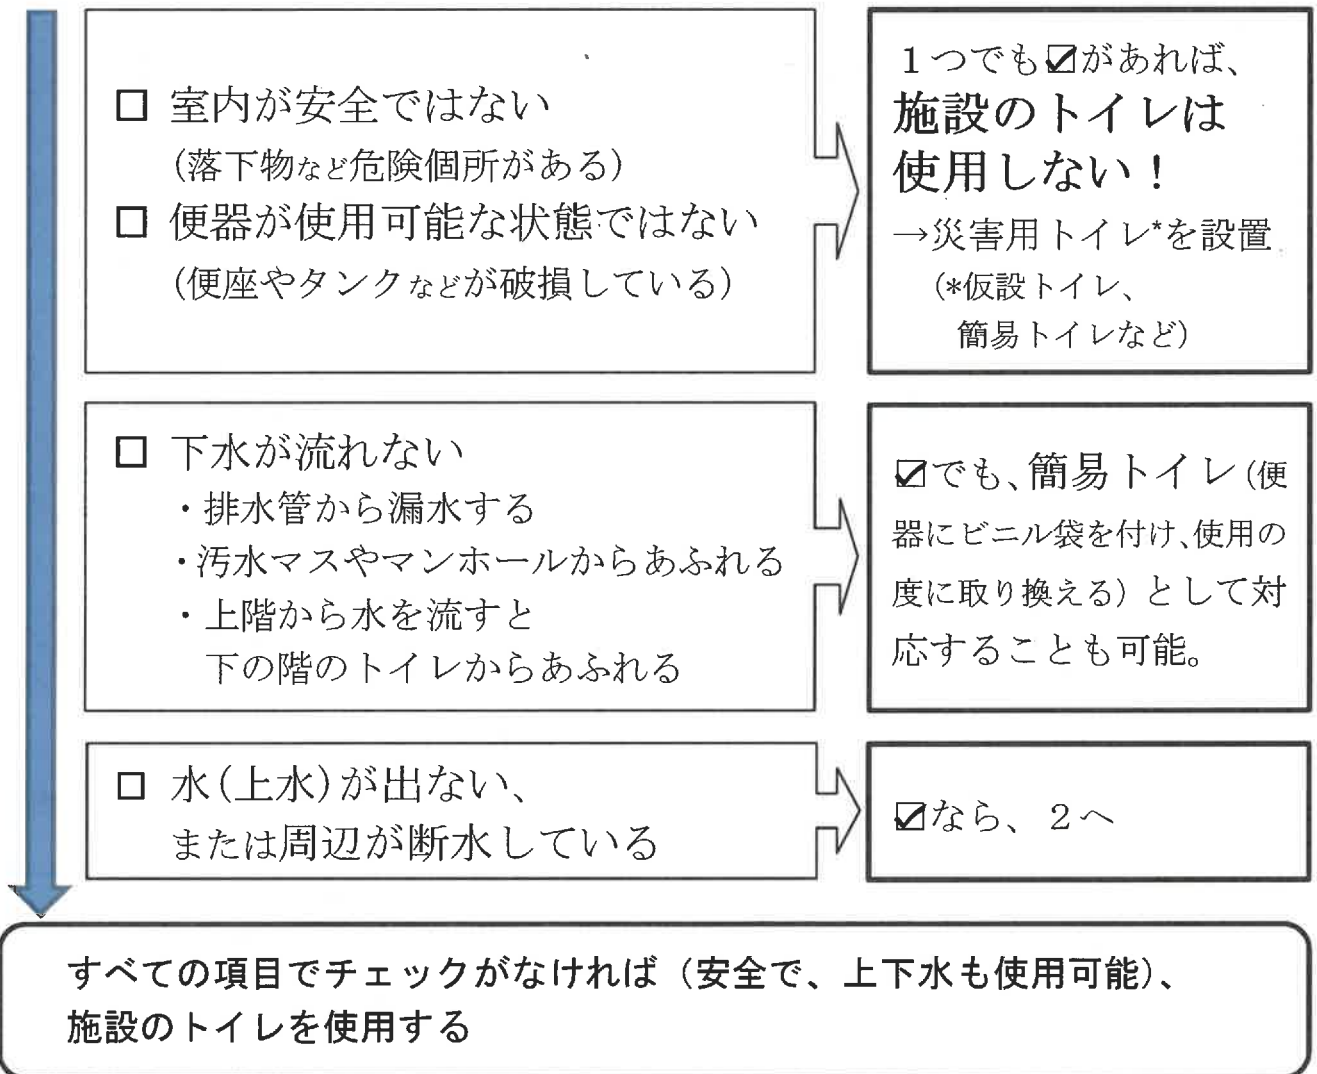 □ 室内が安全ではない
(落下物など危険個所がある)
□ 便器が使用可能な状態ではない
(便座やタンクなどが破損している)
1つでも☑があれば、
施設のトイレは
使用しない！
→災害用トイレ*を設置
(*仮設トイレ、
簡易トイレなど)
□ 下水が流れない
・排水管から漏水する
・汚水マスやマンホールからあふれる
・上階から水を流すと
下の階のトイレからあふれる
☑でも、簡易トイレ(便
器にビニル袋を付け、使用の
度に取り換える)として対
応することも可能。
□ 水(上水)が出ない、
または周辺が断水している
☑なら、2へ
すべての項目でチェックがなければ（安全で、上下水も使用可能）、
施設のトイレを使用する